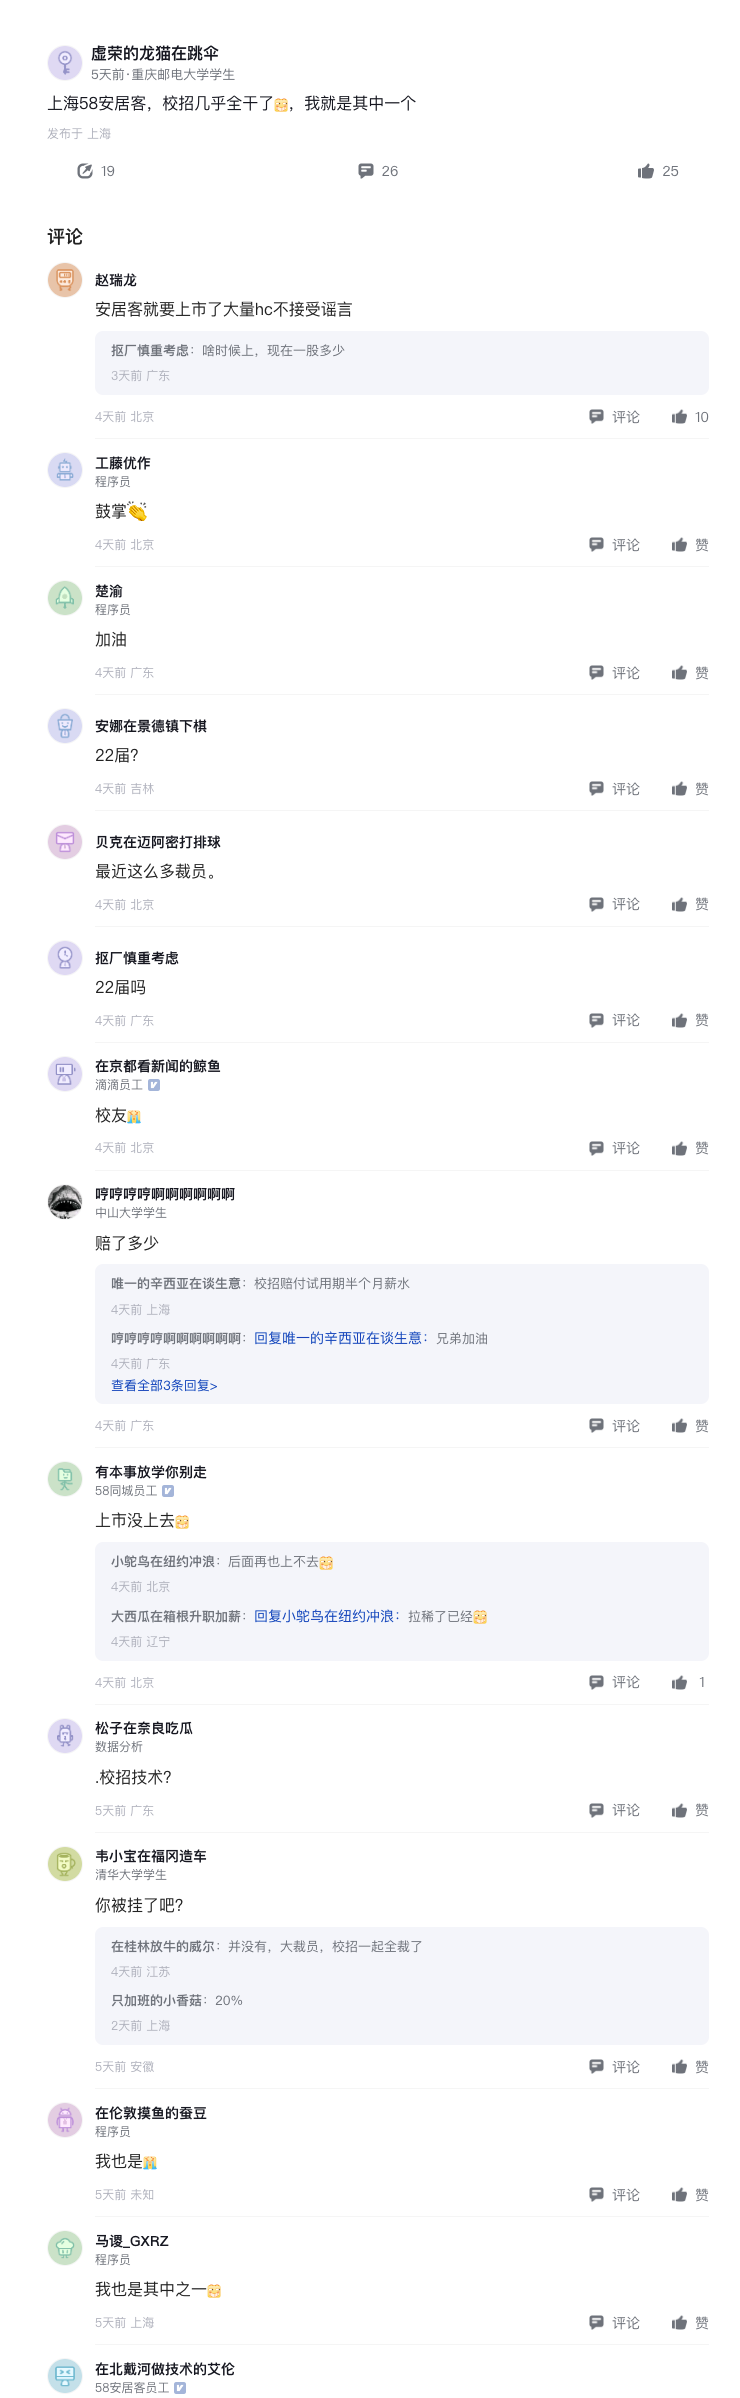 虚荣的龙猫在跳伞
5天前·重庆邮电大学学生
上海58安居客，校招几乎全干了，我就是其中一个
发布于 上海
19 26 25
评论
赵瑞龙
安居客就要上市了大量hc不接受谣言
抠厂慎重考虑：啥时候上，现在一股多少
3天前 广东
4天前 北京 评论 10
工藤优作
程序员
鼓掌👏
4天前 北京 评论 赞
楚渝
程序员
加油
4天前 广东 评论 赞
安娜在景德镇下棋
22届？
4天前 吉林 评论 赞
贝克在迈阿密打排球
最近这么多裁员。
4天前 北京 评论 赞
抠厂慎重考虑
22届吗
4天前 广东 评论 赞
在京都看新闻的鲸鱼
滴滴员工
校友
4天前 北京 评论 赞
哼哼哼哼啊啊啊啊啊啊
中山大学学生
赔了多少
唯一的辛西亚在谈生意：校招赔付试用期半个月薪水
4天前 上海
哼哼哼哼啊啊啊啊啊啊：回复唯一的辛西亚在谈生意：兄弟加油
4天前 广东
查看全部3条回复>
4天前 广东 评论 赞
有本事放学你别走
58同城员工
上市没上去
小鸵鸟在纽约冲浪：后面再也上不去
4天前 北京
大西瓜在箱根升职加薪：回复小鸵鸟在纽约冲浪：拉稀了已经
4天前 辽宁
4天前 北京 评论 1
松子在奈良吃瓜
数据分析
.校招技术？
5天前 广东 评论 赞
韦小宝在福冈造车
清华大学学生
你被挂了吧？
在桂林放牛的威尔：并没有，大裁员，校招一起全裁了
4天前 江苏
只加班的小香菇：20%
2天前 上海
5天前 安徽 评论 赞
在伦敦摸鱼的蚕豆
程序员
我也是
5天前 未知 评论 赞
马谡_GXRZ
程序员
我也是其中之一
5天前 上海 评论 赞
在北戴河做技术的艾伦
58安居客员工